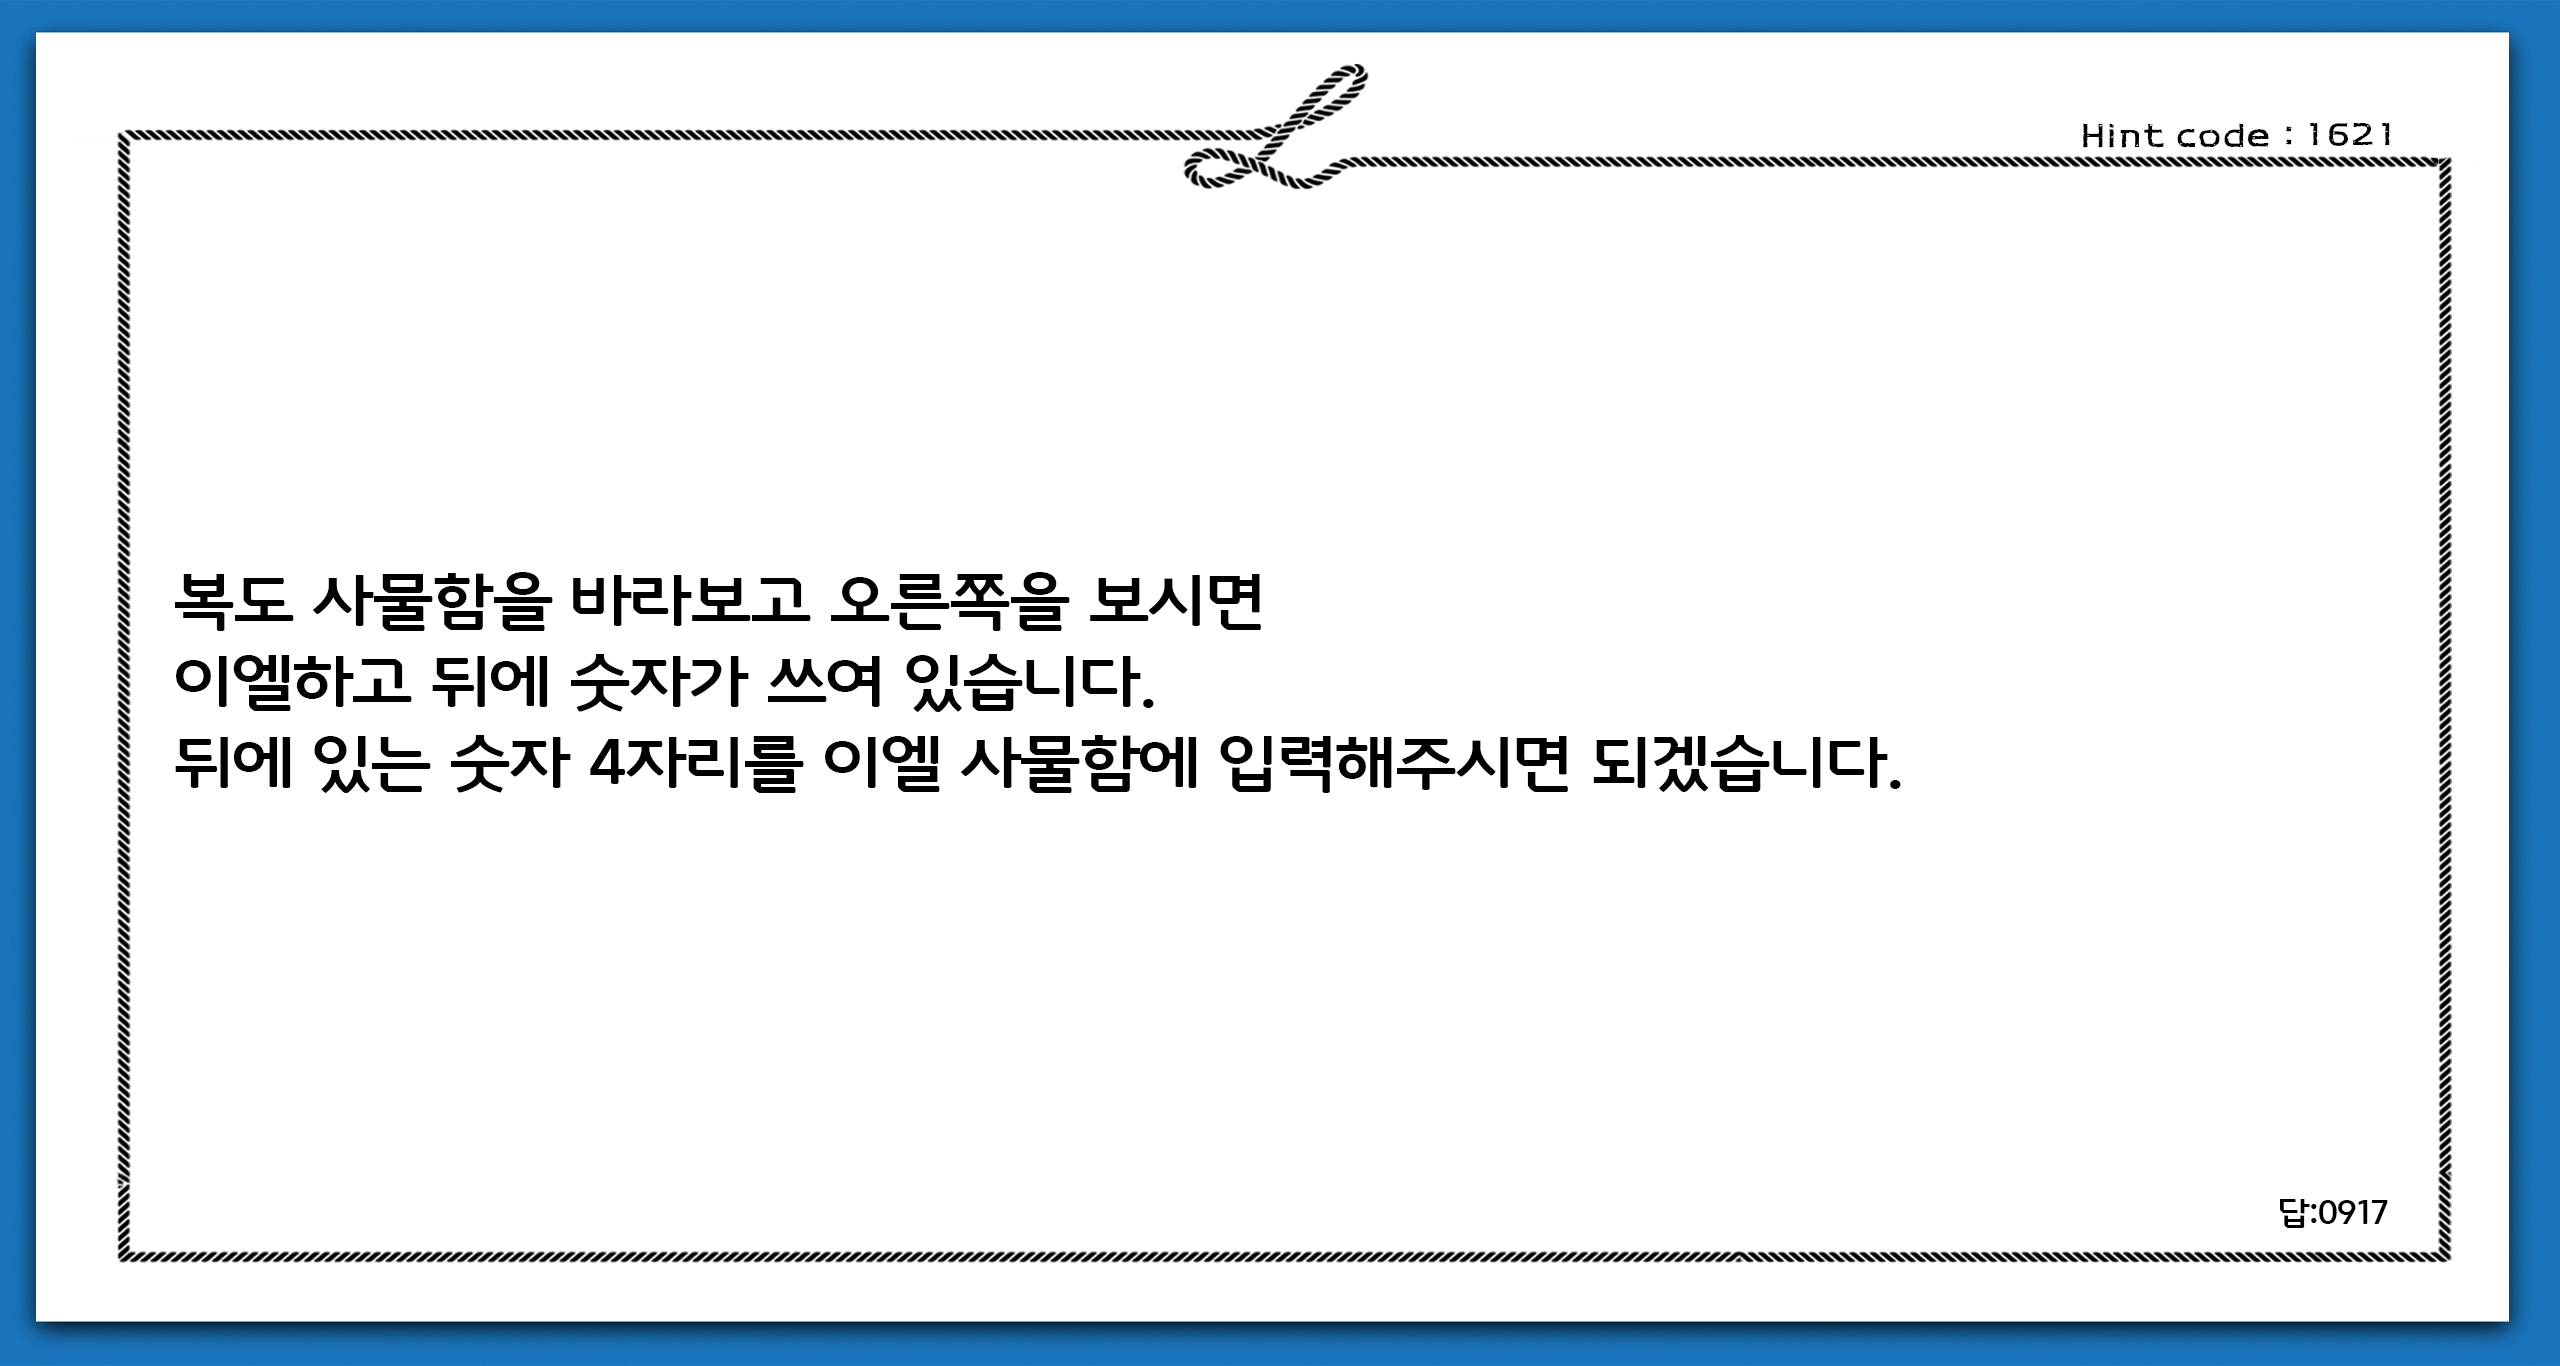 Hint code : 1621
복도 사물함을 바라보고 오른쪽을 보시면
이엘하고 뒤에 숫자가 쓰여 있습니다.
뒤에 있는 숫자 4자리를 이엘 사물함에 입력해주시면 되겠습니다.
답:0917